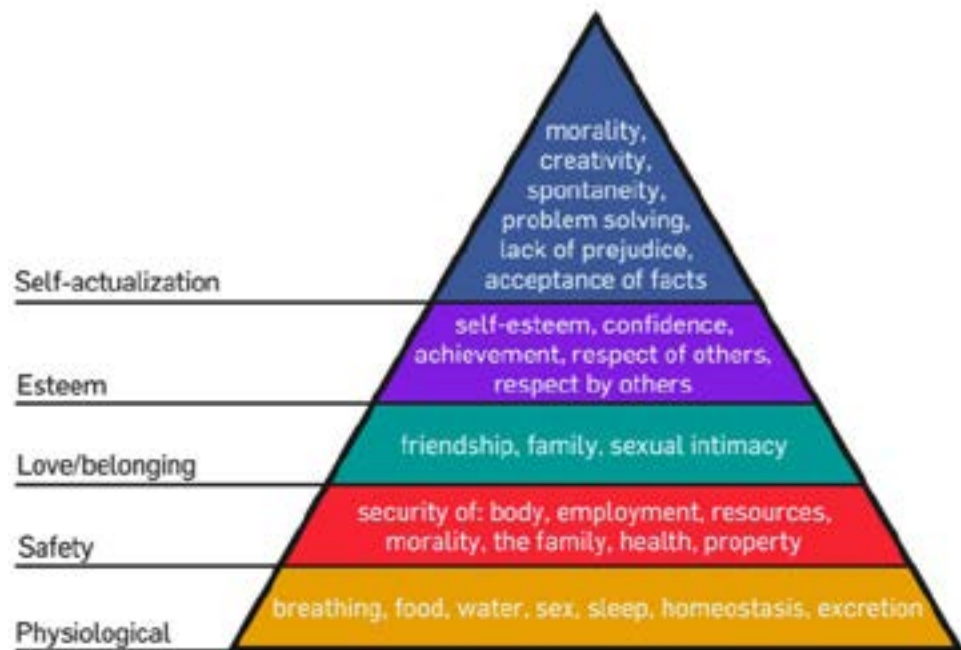 morality,
creativity,
spontaneity,
problem solving,
lack of prejudice,
acceptance of facts
Self-actualization
self-esteem, confidence,
achievement, respect of others,
respect by others
Esteem
friendship, family, sexual intimacy
Love/belonging
security of: body, employment, resources,
morality, the family, health, property
Safety
breathing, food, water, sex, sleep, homeostasis, excretion
Physiological